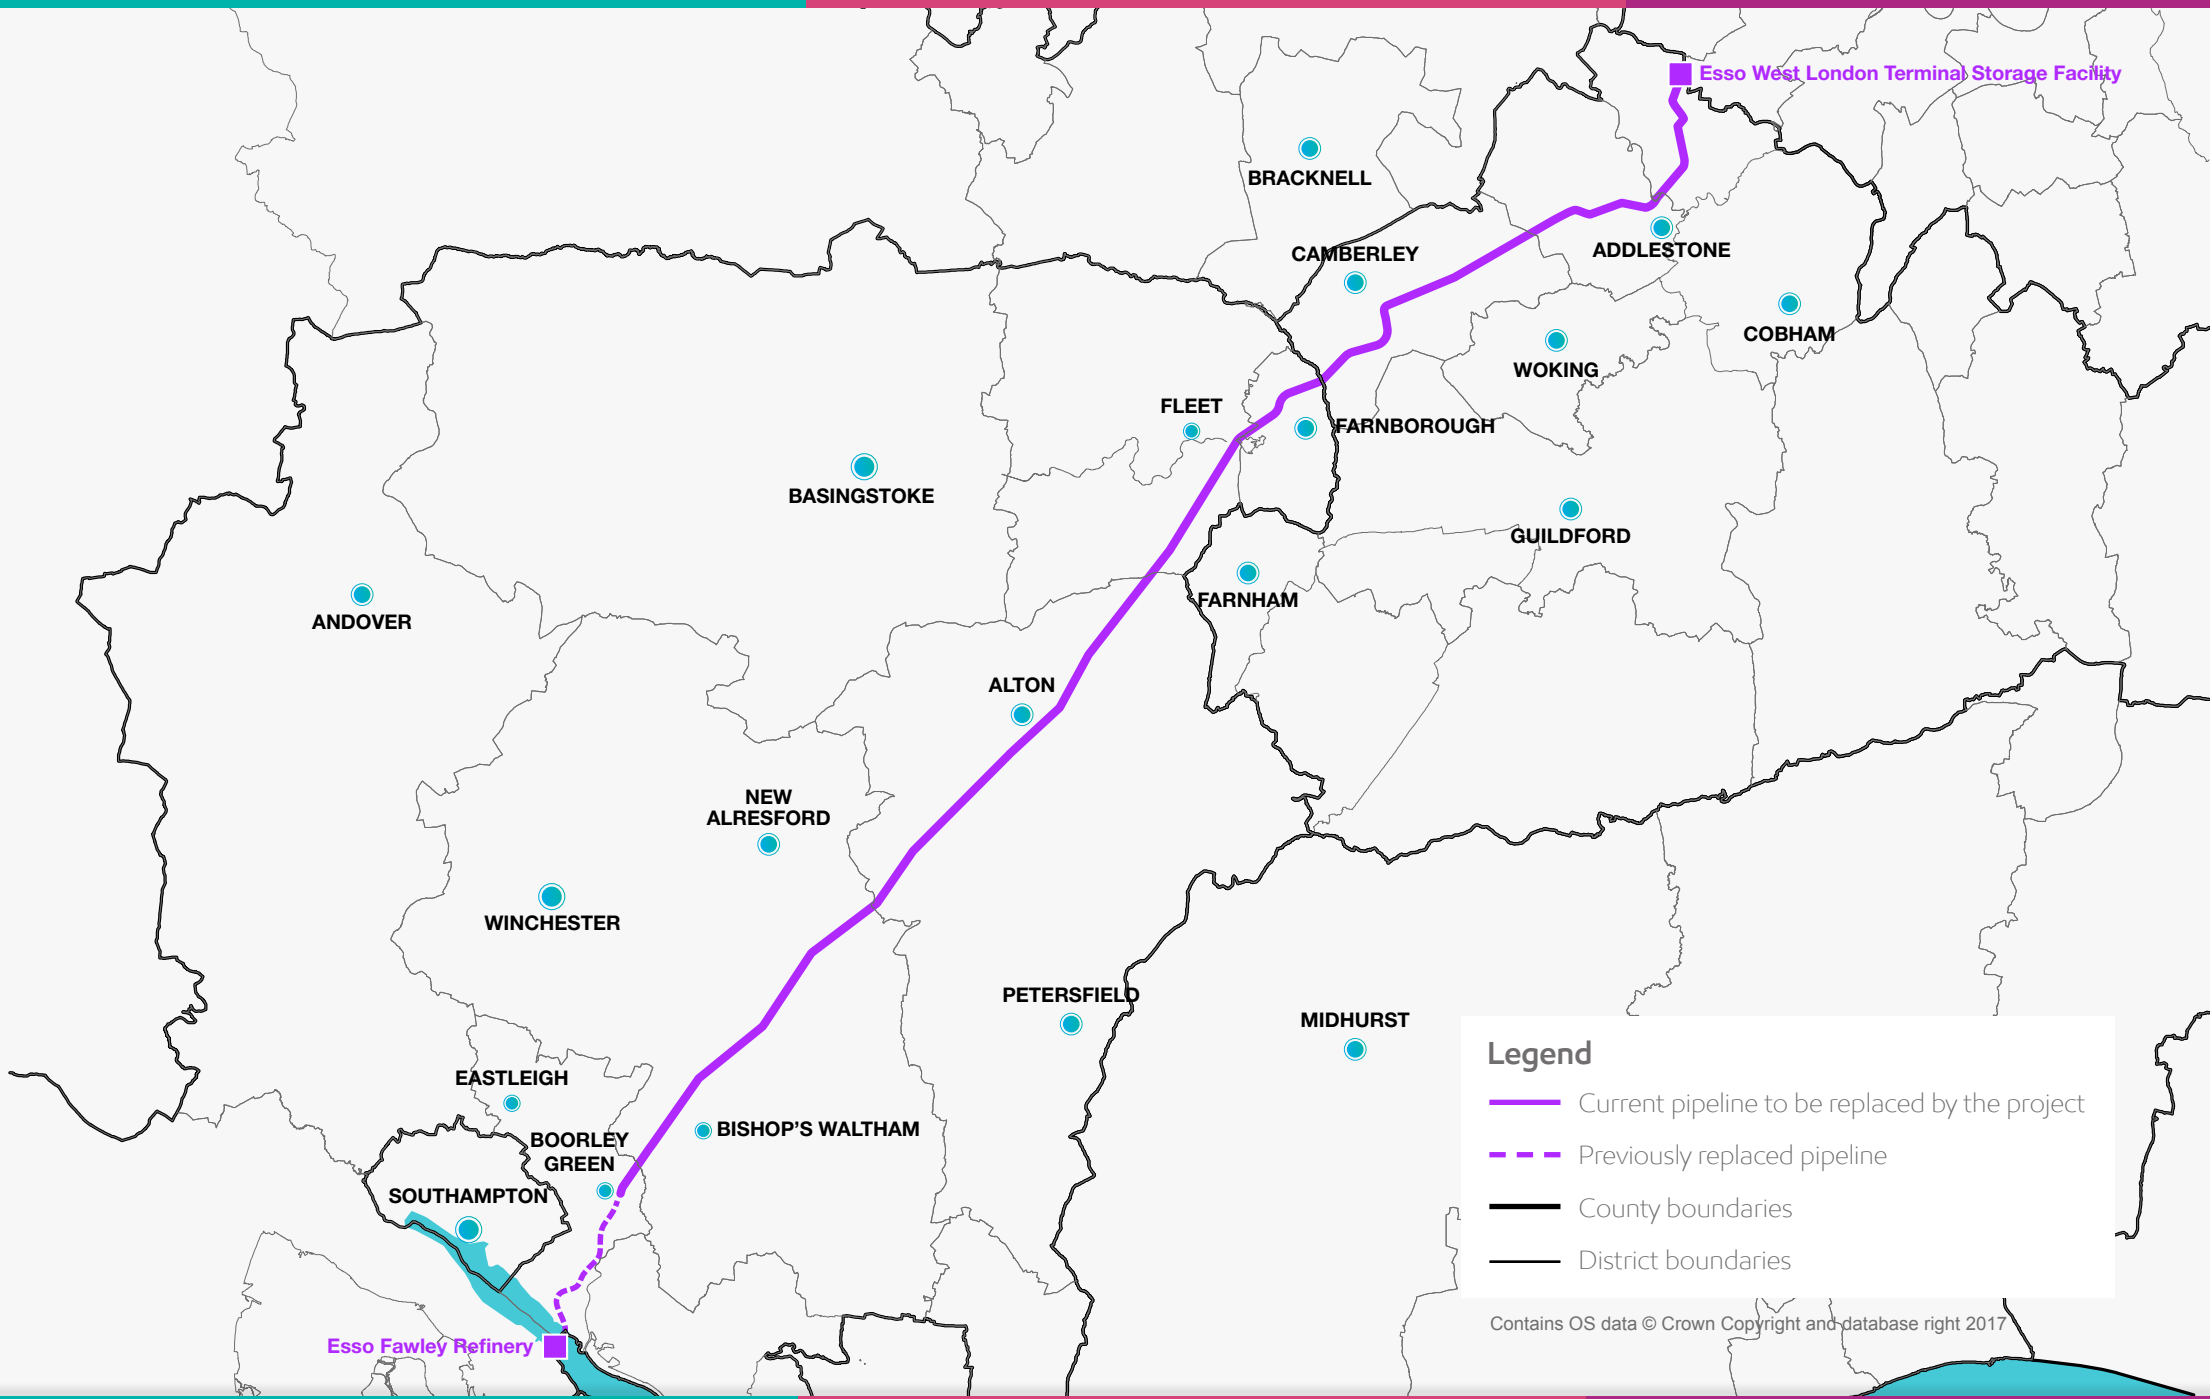 Esso West London Terminal Storage Facility
BRACKNELL
CAMBERLEY
ADDLESTONE
COBHAM
WOKING
FLEET
FARNBOROUGH
BASINGSTOKE
GUILDFORD
ANDOVER
FARNHAM
ALTON
NEW
ALRESFORD
WINCHESTER
PETERSFIELD
MIDHURST
EASTLEIGH
BISHOP'S WALTHAM
BOORLEY
GREEN
SOUTHAMPTON
Esso Fawley Refinery
Legend
Current pipeline to be replaced by the project
Previously replaced pipeline
County boundaries
District boundaries
Contains OS data © Crown Copyright and database right 2017